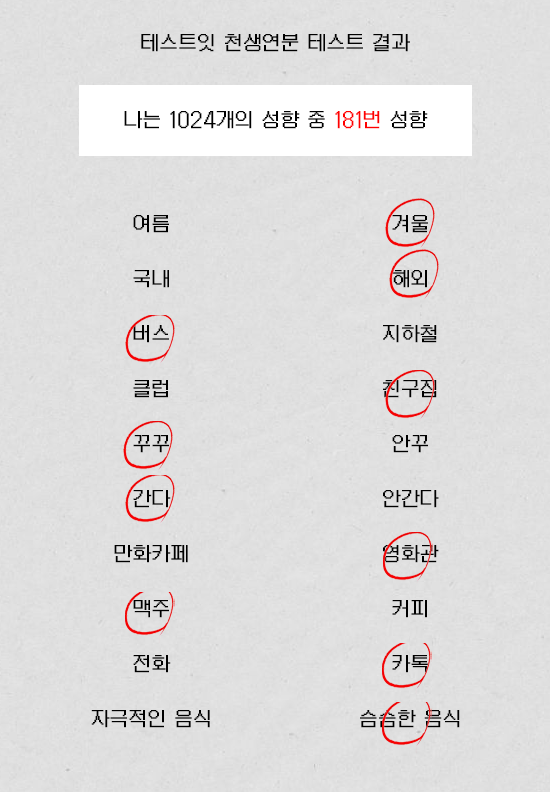 테스트잇 천생연분 테스트 결과
나는 1024개의 성향 중 181번 성향
여름 겨울
국내 해외
버스 지하철
클럽 친구집
꾸꾸 안꾸
간다 안간다
만화카페 영화관
맥주 커피
전화 카톡
자극적인 음식 슴슴한 음식